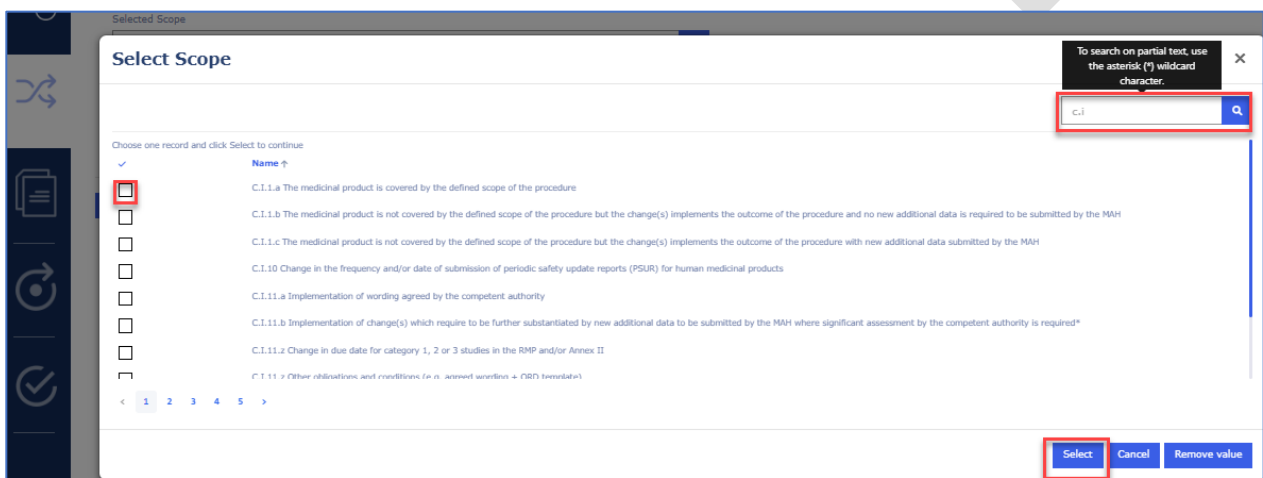 Selected Scope
Select Scope
To search on partial text, use
the asterisk (*) wildcard
character.
c.i
Choose one record and click Select to continue
Name
C.I.1.a The medicinal product is covered by the defined scope of the procedure
C.I.1.b The medicinal product is not covered by the defined scope of the procedure but the change(s) implements the outcome of the procedure and no new additional data is required to be submitted by the MAH
C.I.1.c The medicinal product is not covered by the defined scope of the procedure but the change(s) implements the outcome of the procedure with new additional data submitted by the MAH
C.I.10 Change in the frequency and/or date of submission of periodic safety update reports (PSUR) for human medicinal products
C.I.11.a Implementation of wording agreed by the competent authority
C.I.11.b Implementation of change(s) which require to be further substantiated by new additional data to be submitted by the MAH where significant assessment by the competent authority is required*
C.I.11.z Change in due date for category 1, 2 or 3 studies in the RMP and/or Annex II
C.I.11.z Other obligations and conditions (e.g. agreed wording + QRD template)
< 1 2 3 4 5 >
Select Cancel Remove value